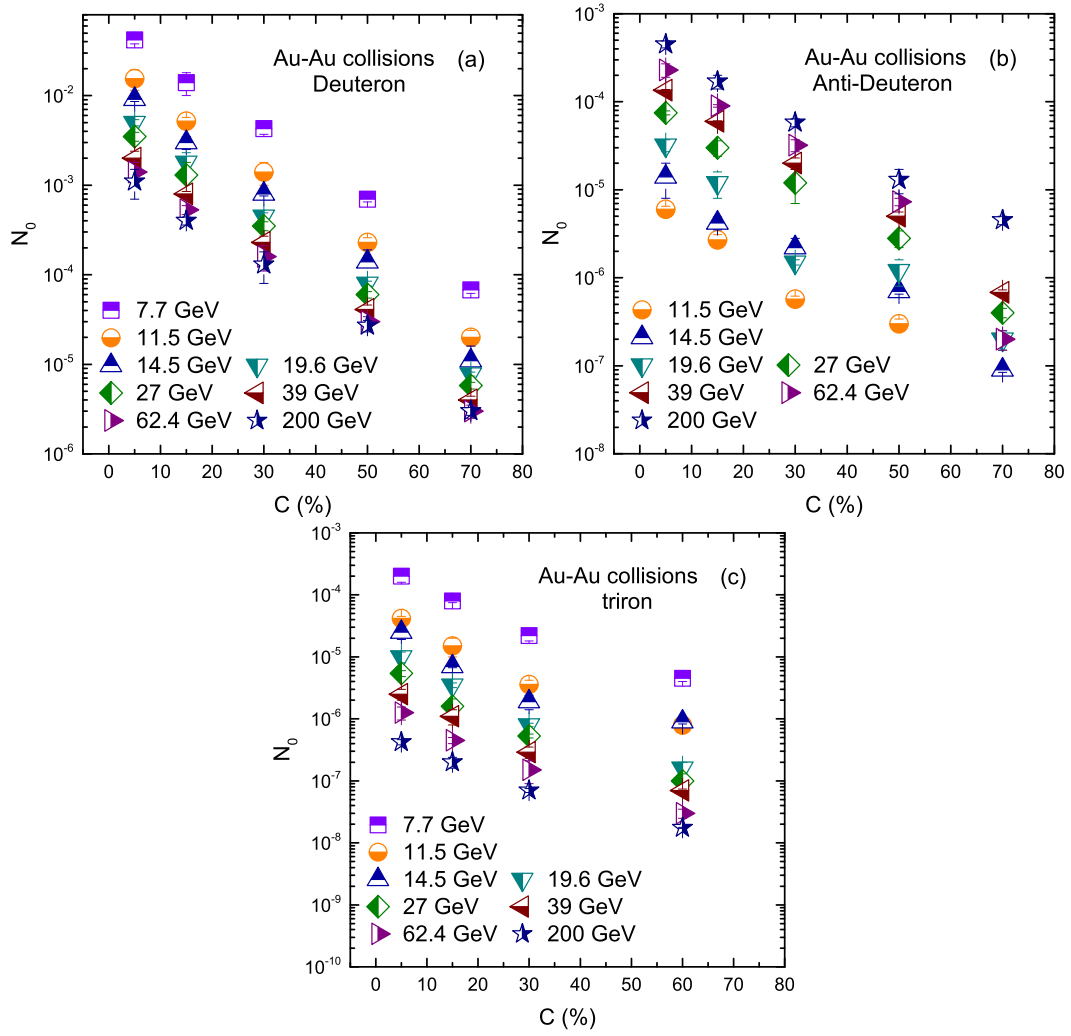 Au-Au collisions (a)
Deuteron
N0
10^-2
10^-3
10^-4
10^-5
10^-6
7.7 GeV
11.5 GeV
14.5 GeV 19.6 GeV
27 GeV 39 GeV
62.4 GeV 200 GeV
0 10 20 30 40 50 60 70 80
C (%)
Au-Au collisions (b)
Anti-Deuteron
N0
10^-3
10^-4
10^-5
10^-6
10^-7
10^-8
11.5 GeV
14.5 GeV
19.6 GeV 27 GeV
39 GeV 62.4 GeV
200 GeV
0 10 20 30 40 50 60 70 80
C (%)
Au-Au collisions (c)
triron
N0
10^-3
10^-4
10^-5
10^-6
10^-7
10^-8
10^-9
10^-10
7.7 GeV
11.5 GeV
14.5 GeV 19.6 GeV
27 GeV 39 GeV
62.4 GeV 200 GeV
0 10 20 30 40 50 60 70 80
C (%)